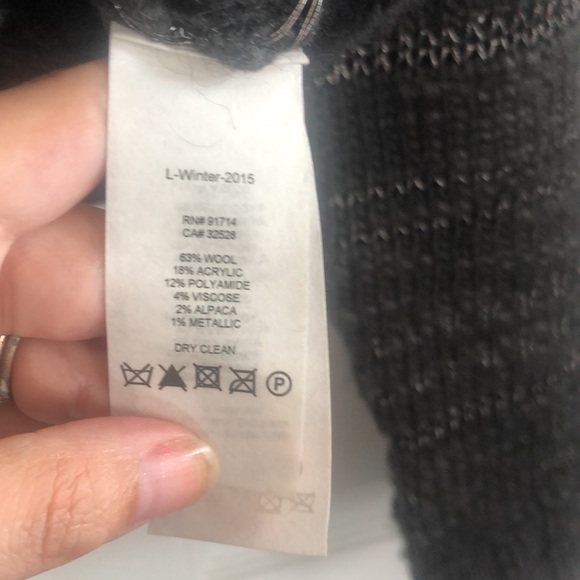 L-Winter-2015
RN# 91714
CA# 32528
63% WOOL
18% ACRYLIC
12% POLYAMIDE
4% VISCOSE
2% ALPACA
1% METALLIC
DRY CLEAN
P